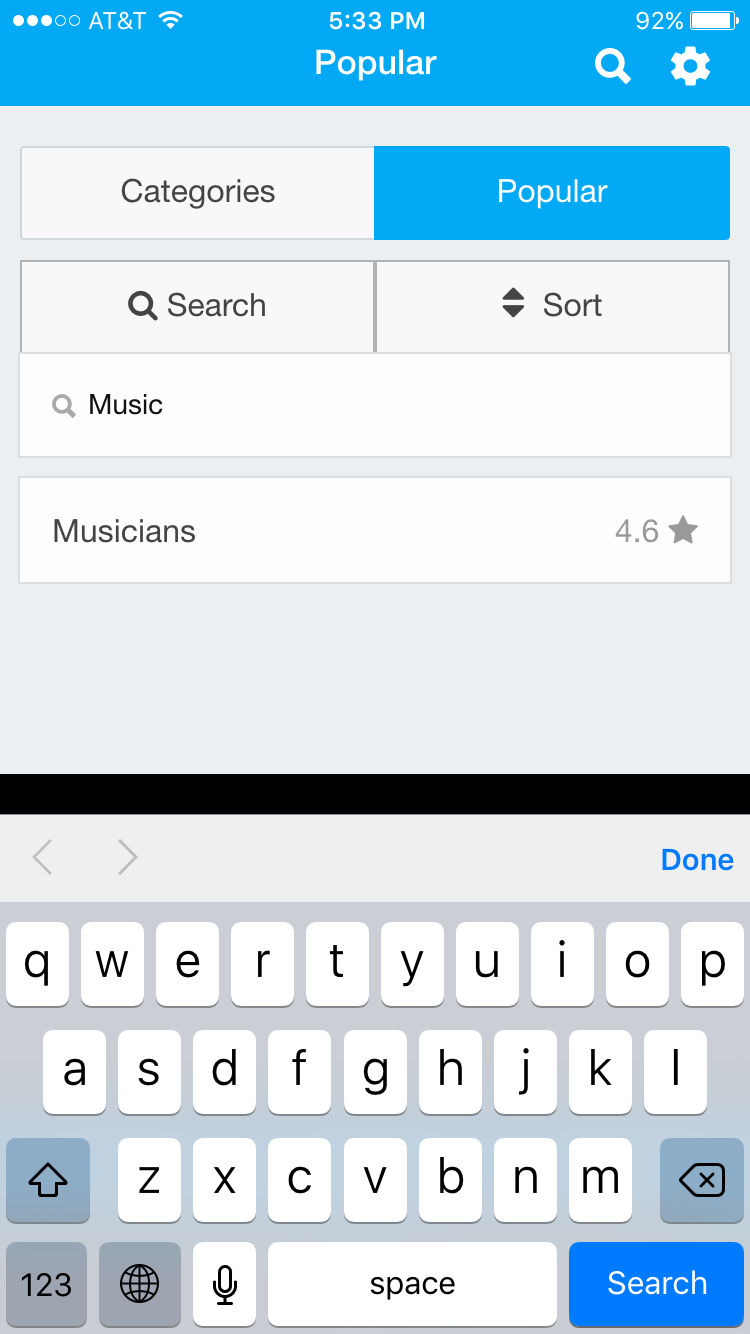 AT&T 5:33 PM 92%
Popular
Categories Popular
Search Sort
Music
Musicians 4.6
Done
q w e r t y u i o p
a s d f g h j k l
z x c v b n m
123 space Search